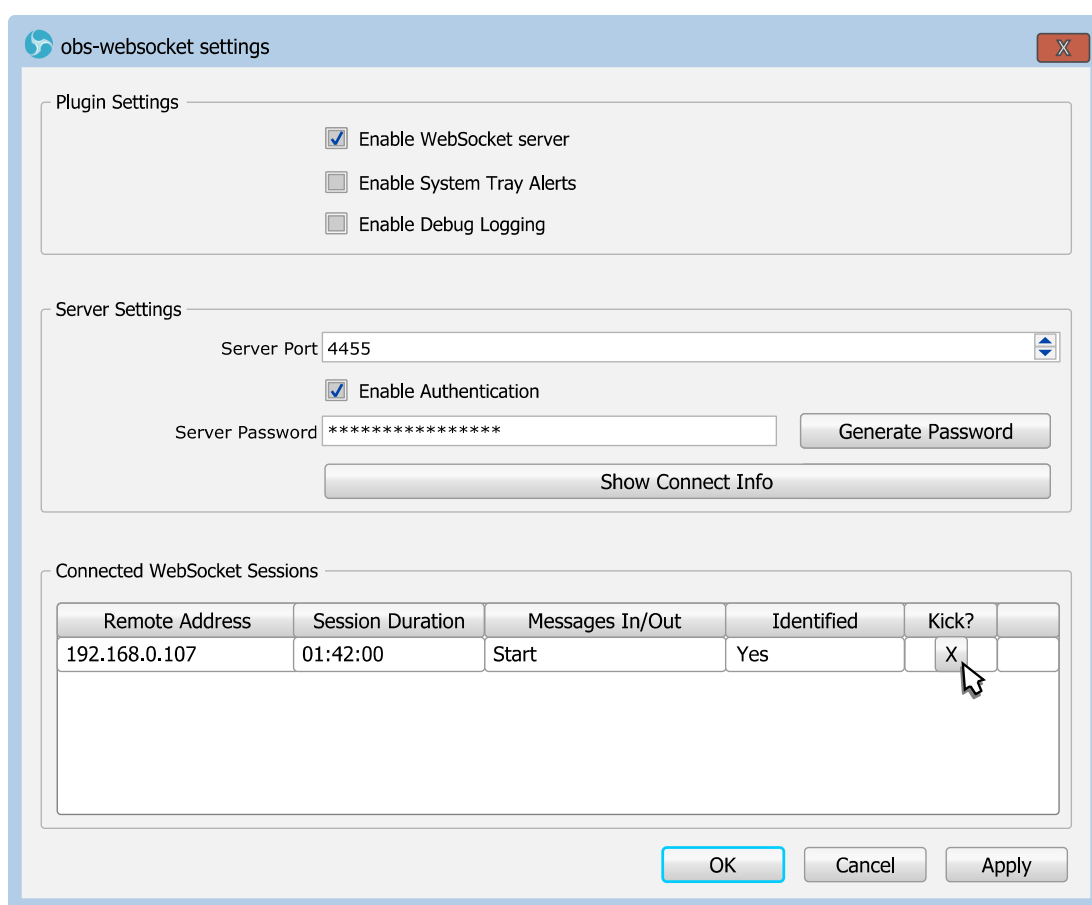 obs-websocket settings X
Plugin Settings
Enable WebSocket server
Enable System Tray Alerts
Enable Debug Logging
Server Settings
Server Port 4455
Enable Authentication
Server Password **************** Generate Password
Show Connect Info
Connected WebSocket Sessions
Remote Address Session Duration Messages In/Out Identified Kick?
192.168.0.107 01:42:00 Start Yes X
OK Cancel Apply